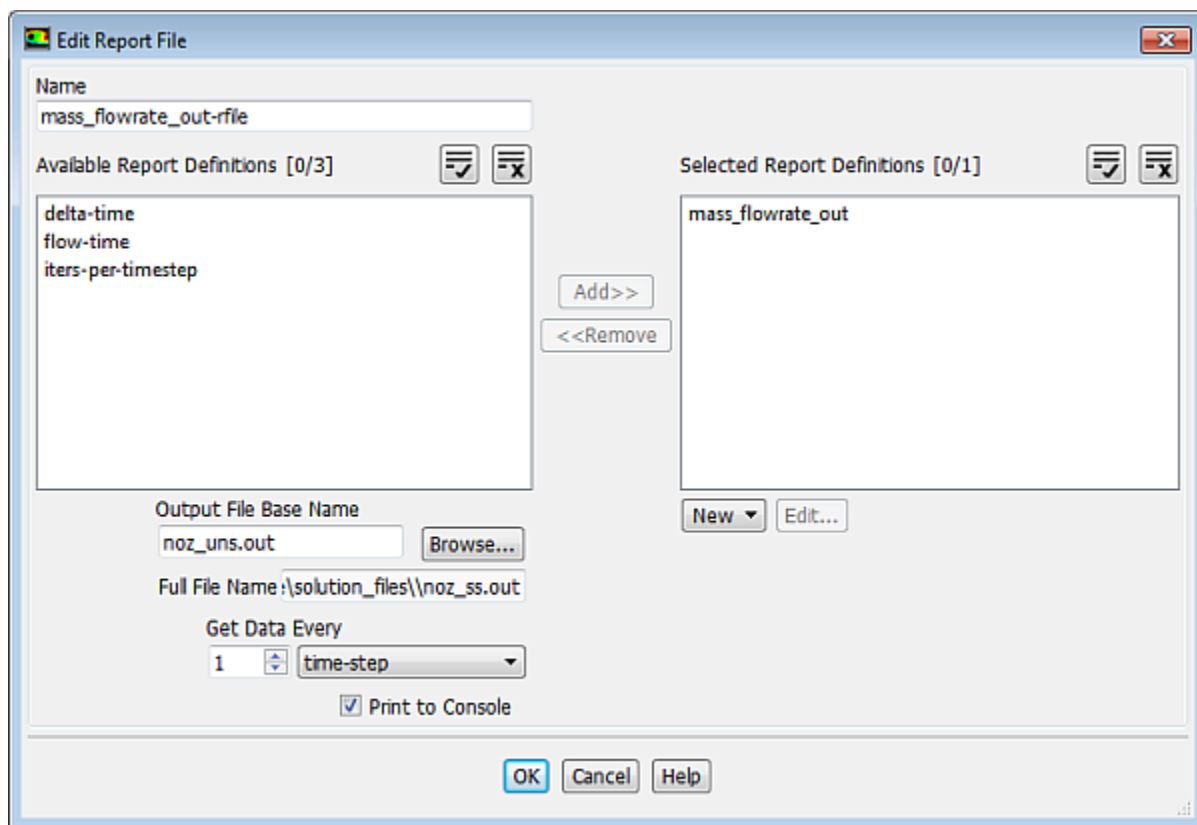 Edit Report File
Name
mass_flowrate_out-rfile
Available Report Definitions [0/3]
delta-time
flow-time
iters-per-timestep
Add>>
<<Remove
Selected Report Definitions [0/1]
mass_flowrate_out
New
Edit...
Output File Base Name
noz_uns.out
Browse...
Full File Name :\solution_files\\noz_ss.out
Get Data Every
1 time-step
Print to Console
OK Cancel Help